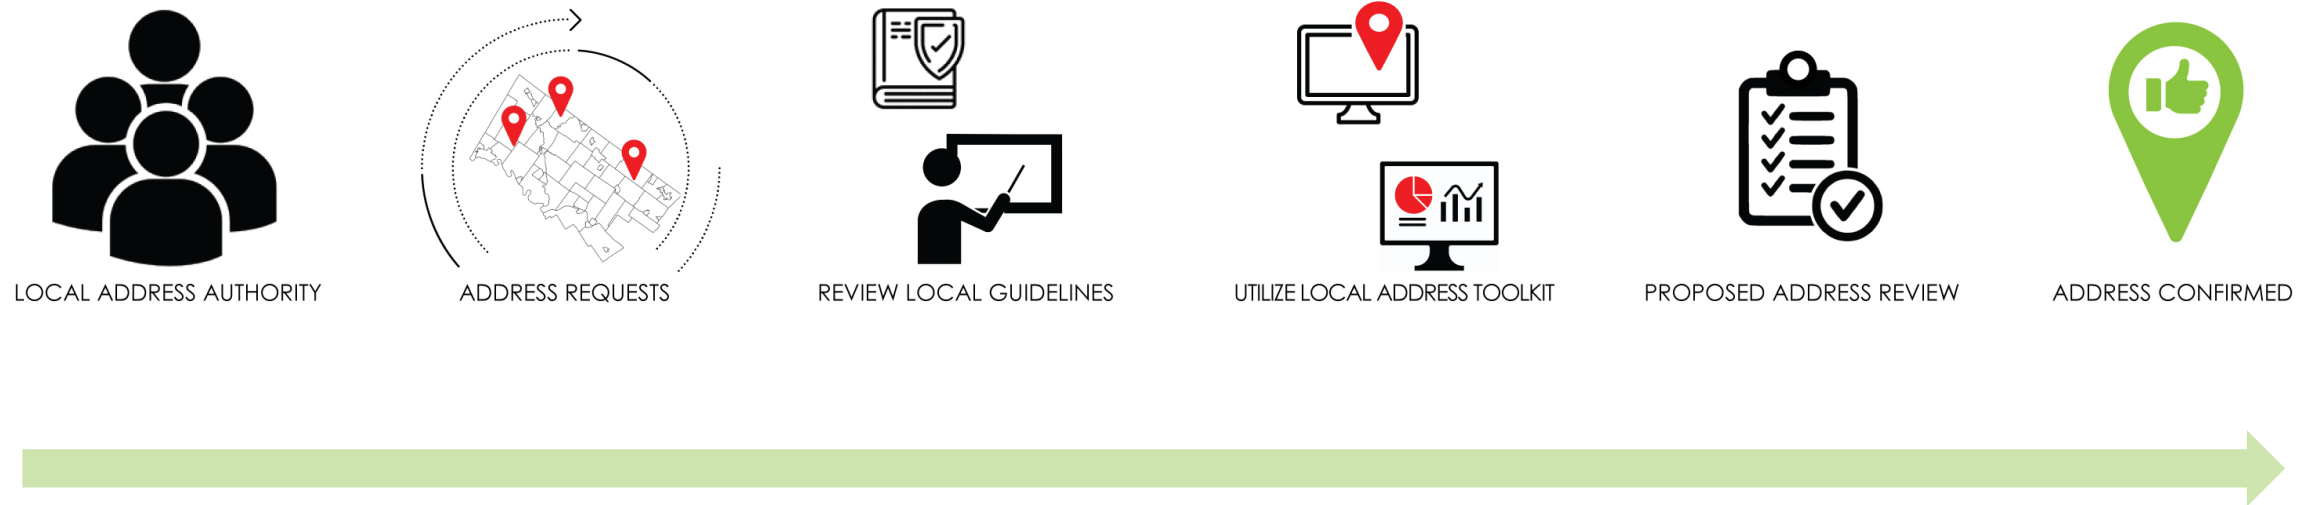 LOCAL ADDRESS AUTHORITY
ADDRESS REQUESTS
REVIEW LOCAL GUIDELINES
UTILIZE LOCAL ADDRESS TOOLKIT
PROPOSED ADDRESS REVIEW
ADDRESS CONFIRMED